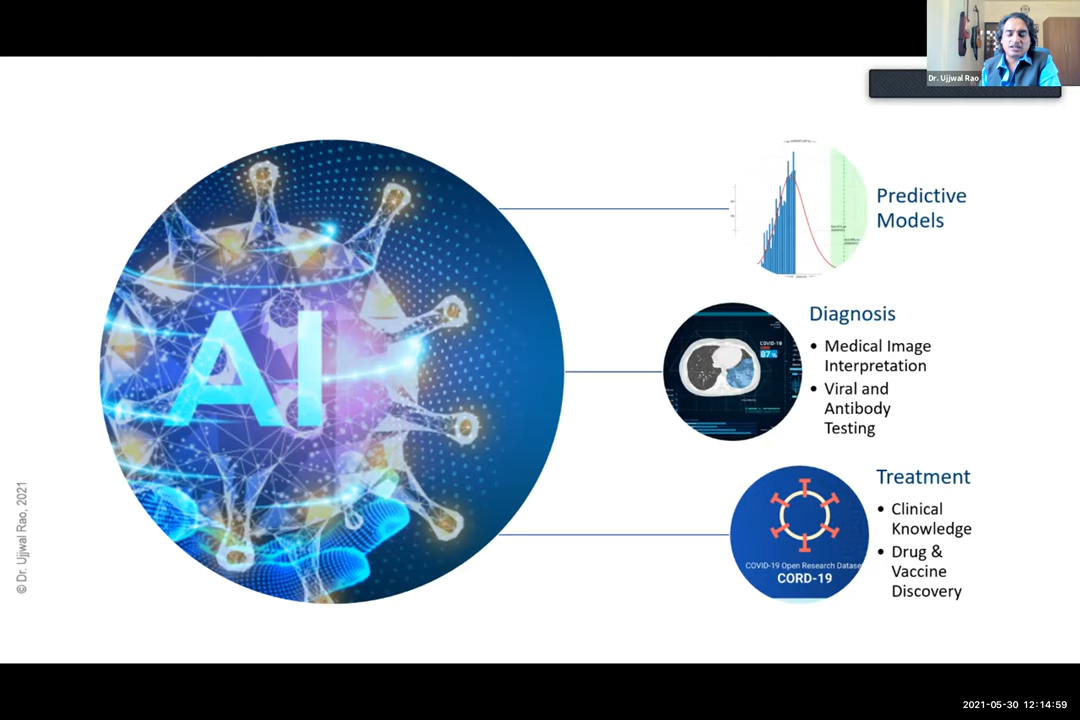 Dr. Ujjwal Rao
AI
Predictive
Models
Diagnosis
• Medical Image
Interpretation
• Viral and
Antibody
Testing
COVID-19
87 %
Treatment
• Clinical
Knowledge
• Drug &
Vaccine
Discovery
COVID-19 Open Research Datase
CORD-19
© Dr. Ujjwal Rao, 2021
2021-05-30 12:14:59